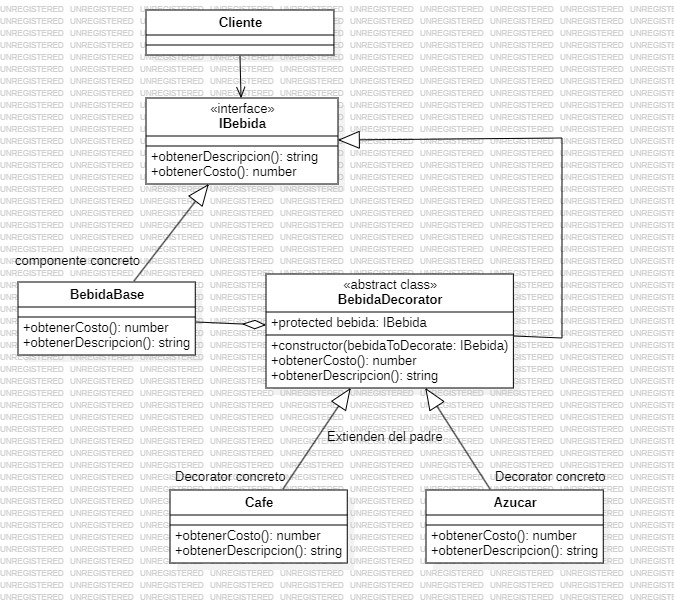 Cliente
«interface»
IBebida
+obtenerDescripcion(): string
+obtenerCosto(): number
componente concreto
BebidaBase
+obtenerCosto(): number
+obtenerDescripcion(): string
«abstract class»
BebidaDecorator
+protected bebida: IBebida
+constructor(bebidaToDecorate: IBebida)
+obtenerCosto(): number
+obtenerDescripcion(): string
Extienden del padre
Decorator concreto
Cafe
+obtenerCosto(): number
+obtenerDescripcion(): string
Decorator concreto
Azucar
+obtenerCosto(): number
+obtenerDescripcion(): string
UNREGISTERED